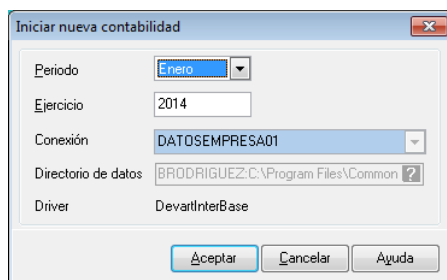 Iniciar nueva contabilidad
Periodo Enero
Ejercicio 2014
Conexión DATOSEMPRESA01
Directorio de datos BRODRIGUEZ:C:\Program Files\Common ?
Driver DevartInterBase
Aceptar Cancelar Ayuda